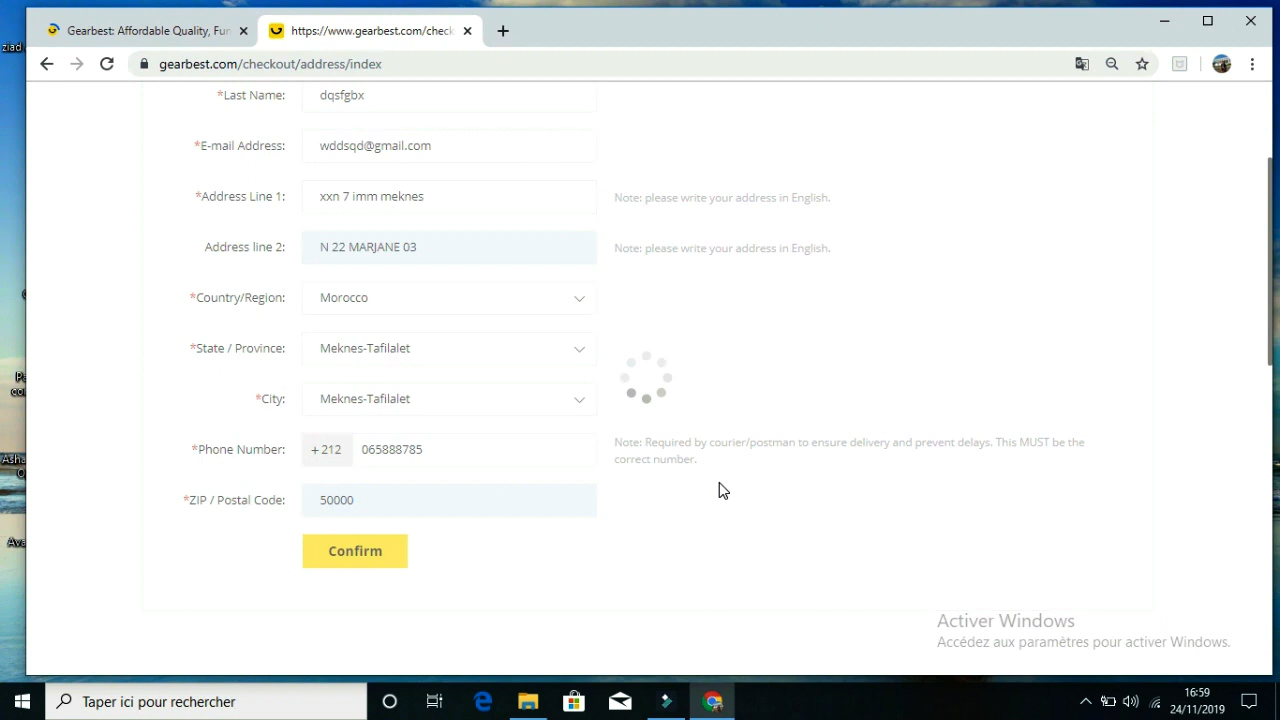 ziad
Gearbest: Affordable Quality, Fun
https://www.gearbest.com/check
gearbest.com/checkout/address/index
*Last Name:
dqsfgbx
*E-mail Address:
wddsqd@gmail.com
*Address Line 1:
xxn 7 imm meknes
Note: please write your address in English.
Address line 2:
N 22 MARJANE 03
Note: please write your address in English.
*Country/Region:
Morocco
*State / Province:
Meknes-Tafilalet
*City:
Meknes-Tafilalet
*Phone Number:
+ 212
065888785
Note: Required by courier/postman to ensure delivery and prevent delays. This MUST be the
correct number.
*ZIP / Postal Code:
50000
Confirm
Activer Windows
Accédez aux paramètres pour activer Windows.
Taper ici pour rechercher
16:59
24/11/2019